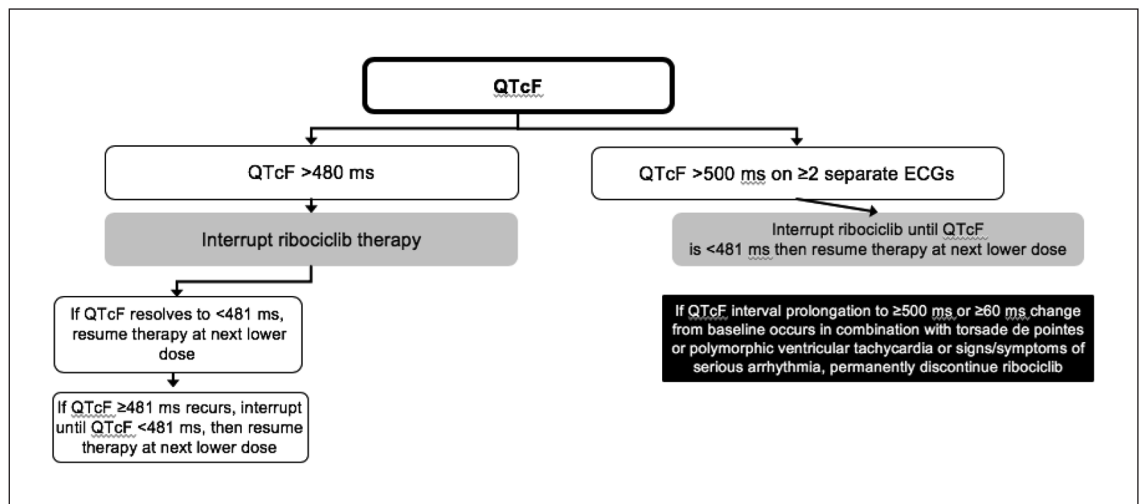 QTcF
QTcF >480 ms
QTcF >500 ms on ≥2 separate ECGs
Interrupt ribociclib therapy
Interrupt ribociclib until QTcF
is <481 ms then resume therapy at next lower dose
If QTcF resolves to <481 ms,
resume therapy at next lower
dose
If QTcF interval prolongation to ≥500 ms or ≥60 ms change
from baseline occurs in combination with torsade de pointes
or polymorphic ventricular tachycardia or signs/symptoms of
serious arrhythmia, permanently discontinue ribociclib
If QTcF ≥481 ms recurs, interrupt
until QTcF <481 ms, then resume
therapy at next lower dose